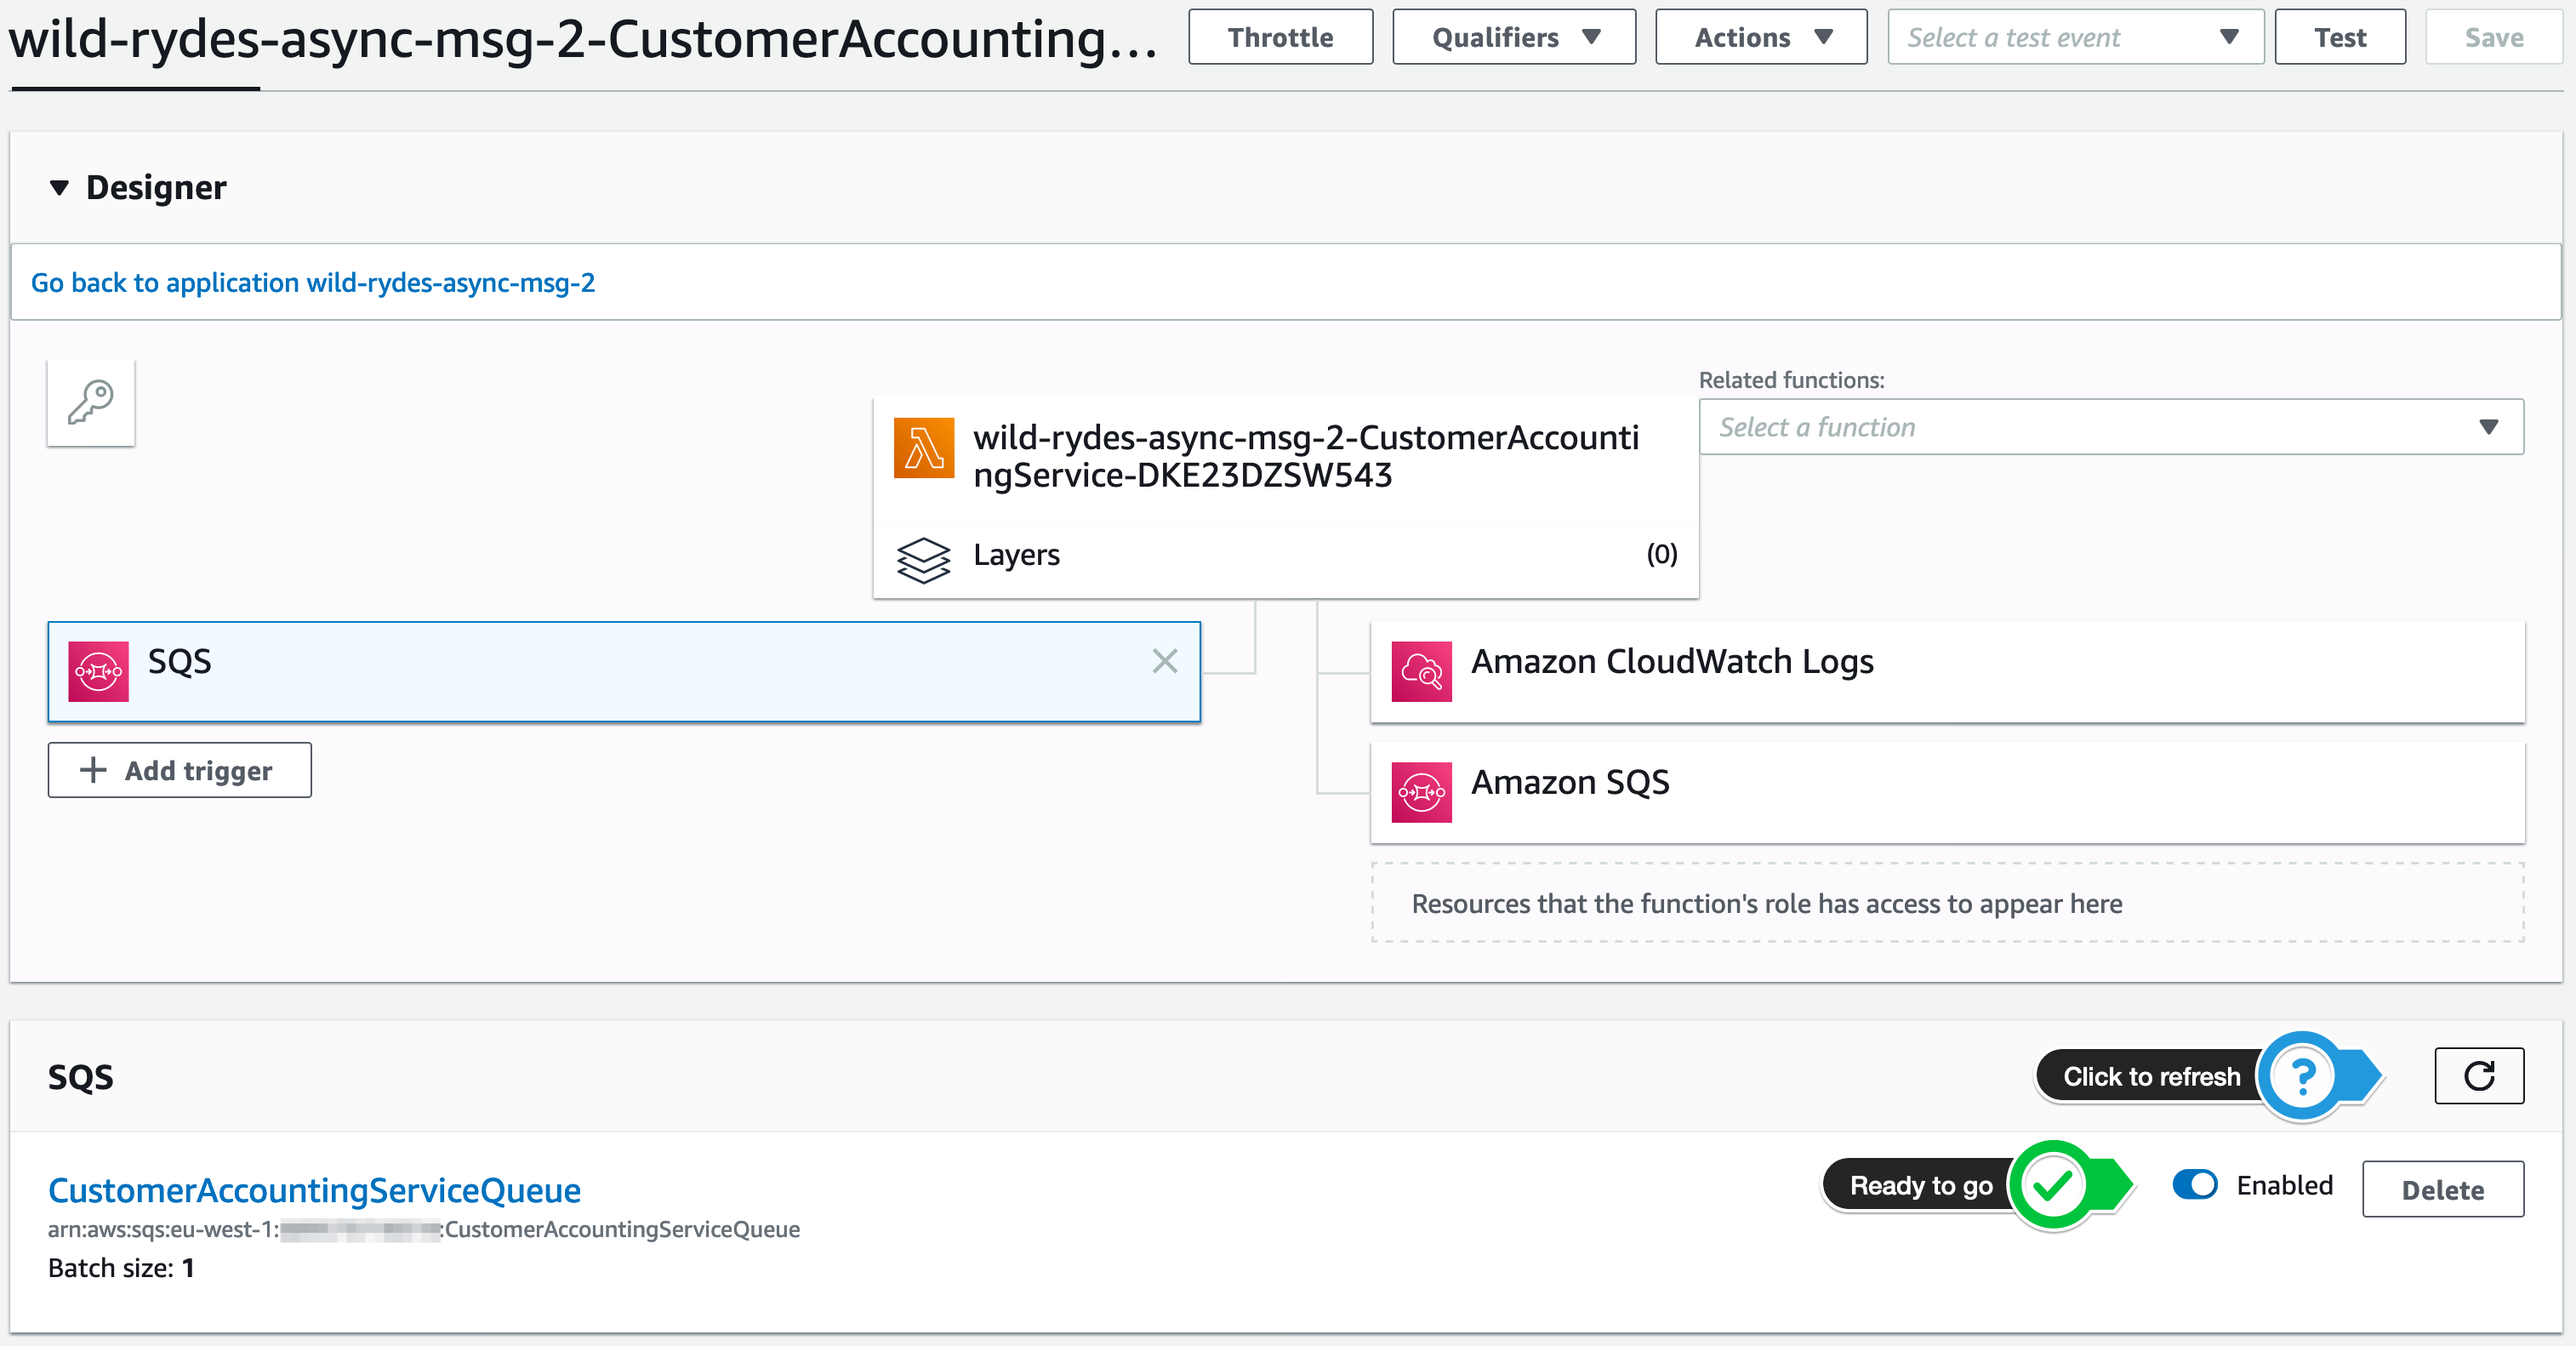 wild-rydes-async-msg-2-CustomerAccounting...
Throttle
Qualifiers
Actions
Select a test event
Test
Save
Designer
Go back to application wild-rydes-async-msg-2
Related functions:
Select a function
wild-rydes-async-msg-2-CustomerAccounti
ngService-DKE23DZSW543
Layers
(0)
SQS
Amazon CloudWatch Logs
Add trigger
Amazon SQS
Resources that the function's role has access to appear here
SQS
Click to refresh
?
CustomerAccountingServiceQueue
Ready to go
Enabled
Delete
arn:aws:sqs:eu-west-1: :CustomerAccountingServiceQueue
Batch size: 1